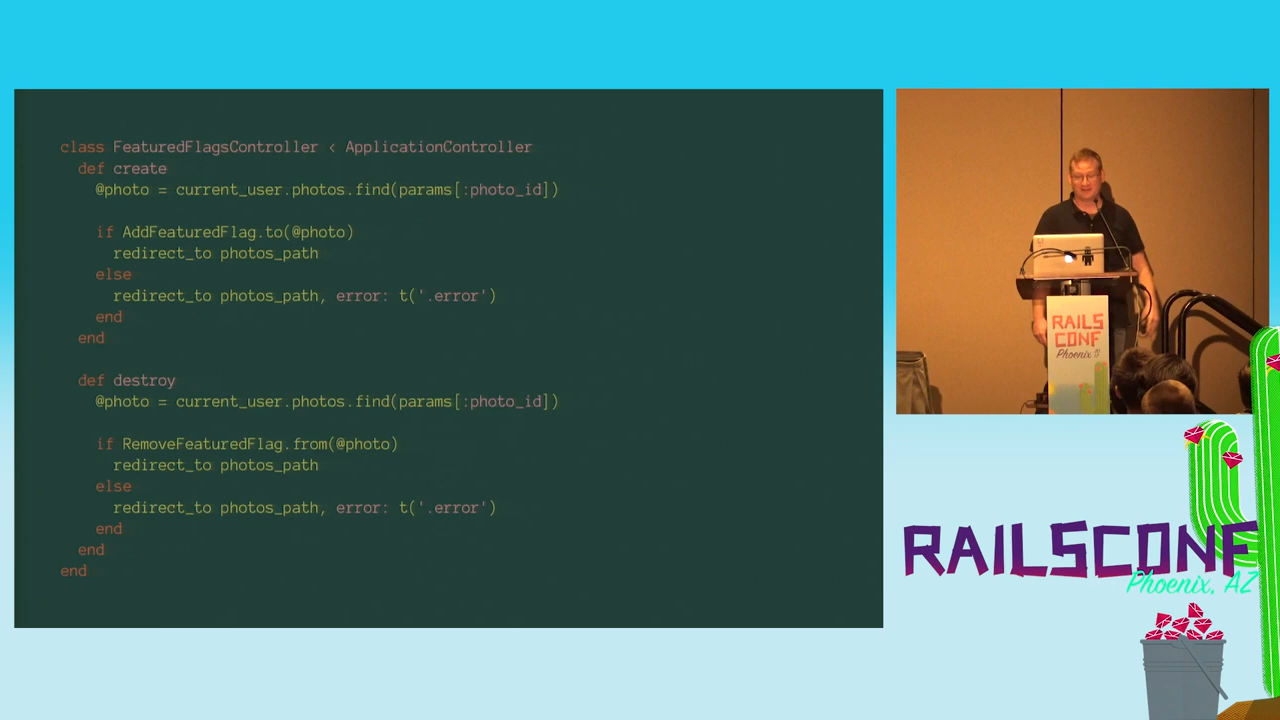 class FeaturedFlagsController < ApplicationController
  def create
    @photo = current_user.photos.find(params[:photo_id])

    if AddFeaturedFlag.to(@photo)
      redirect_to photos_path
    else
      redirect_to photos_path, error: t('.error')
    end
  end

  def destroy
    @photo = current_user.photos.find(params[:photo_id])

    if RemoveFeaturedFlag.from(@photo)
      redirect_to photos_path
    else
      redirect_to photos_path, error: t('.error')
    end
  end
end
RAILS
CONF
Phoenix
RAILSCONF
Phoenix, AZ